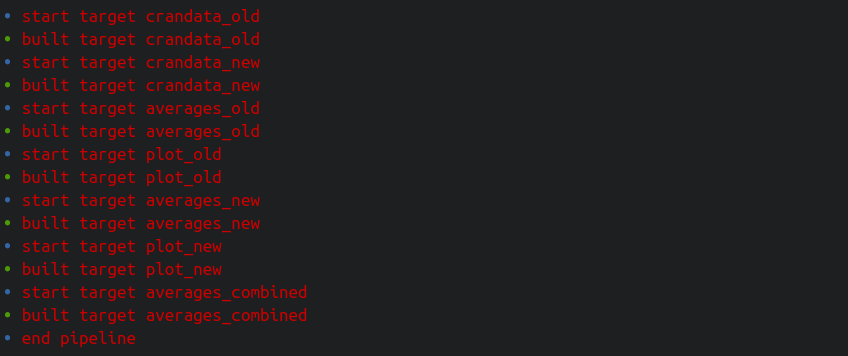 • start target crandata_old
• built target crandata_old
• start target crandata_new
• built target crandata_new
• start target averages_old
• built target averages_old
• start target plot_old
• built target plot_old
• start target averages_new
• built target averages_new
• start target plot_new
• built target plot_new
• start target averages_combined
• built target averages_combined
• end pipeline